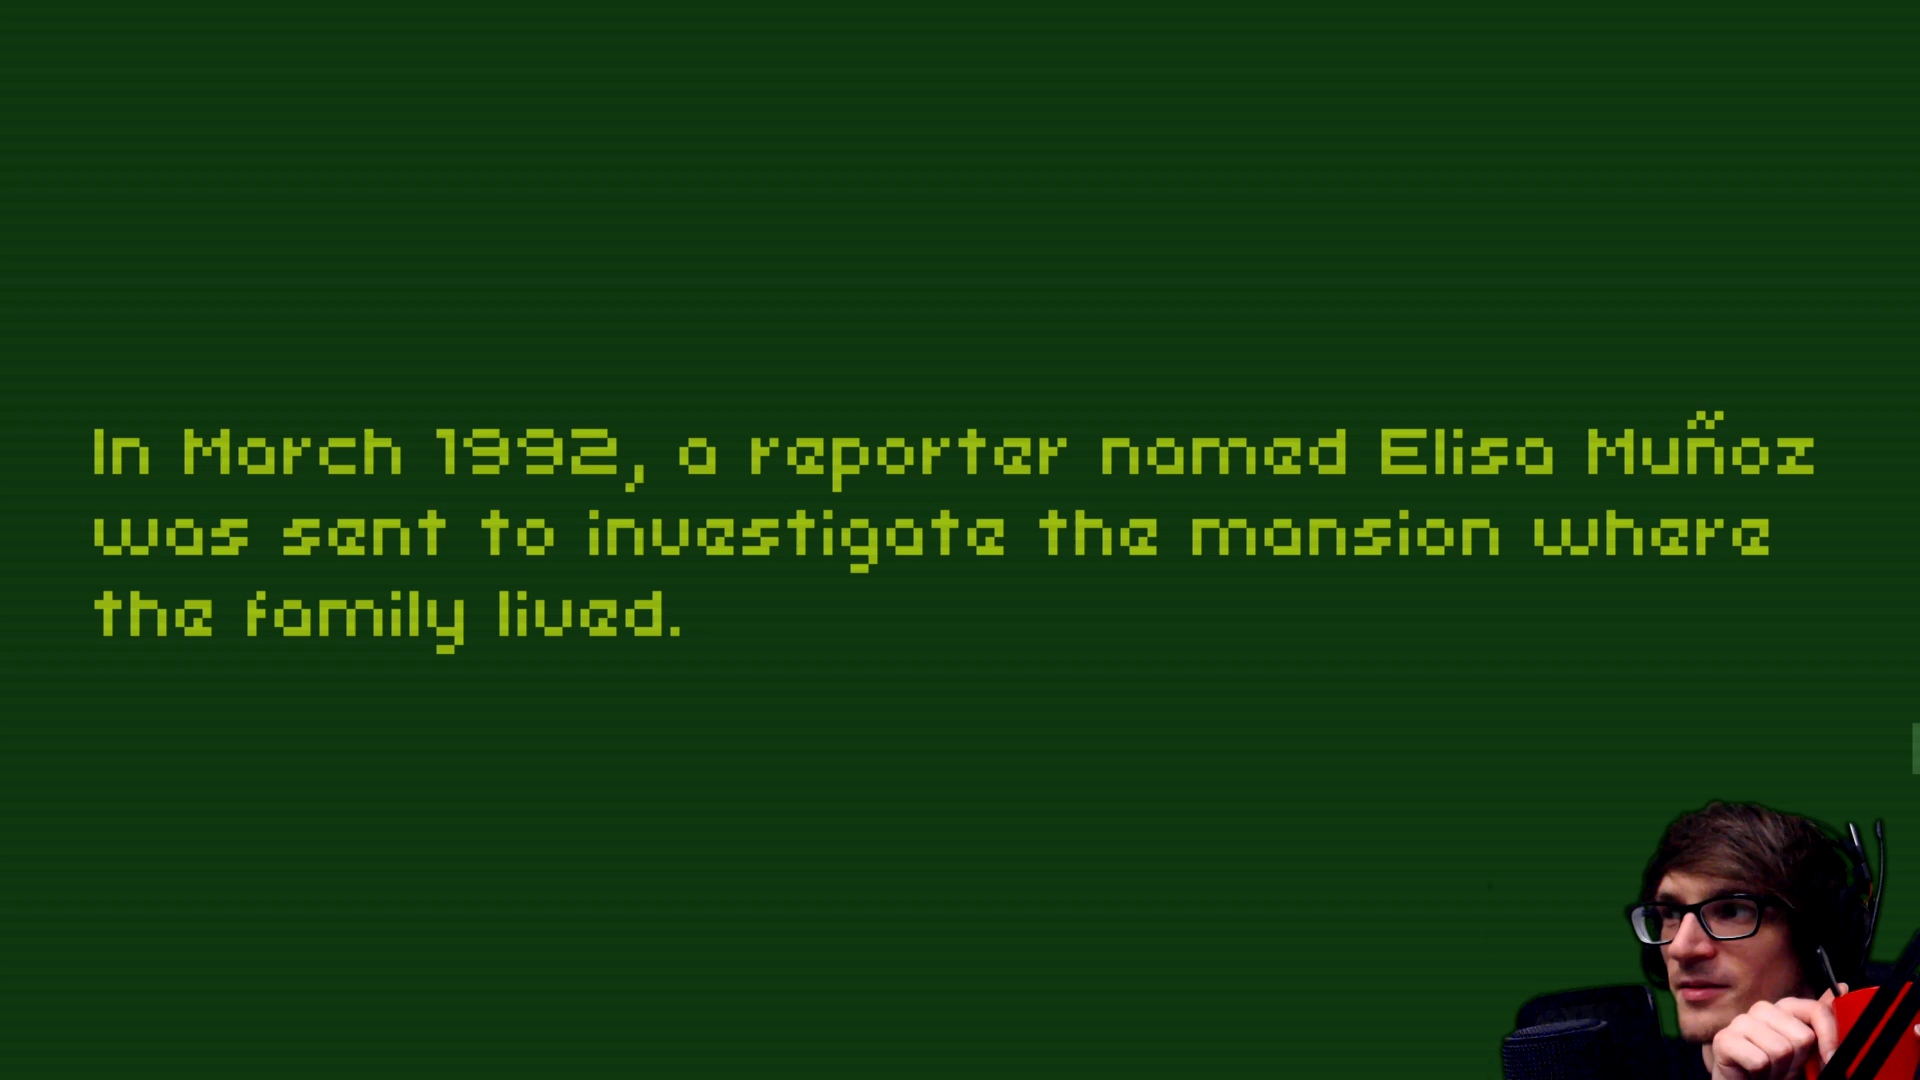 In March 1992, a reporter named Elisa Muñoz
was sent to investigate the mansion where
the family lived.